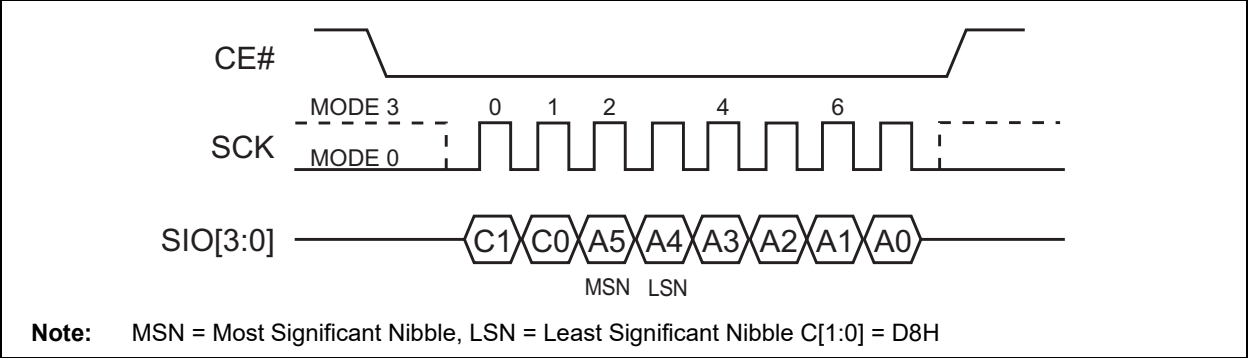 CE#
MODE 3 0 1 2 4 6
SCK
MODE 0
SIO[3:0] C1 C0 A5 A4 A3 A2 A1 A0
MSN LSN
Note: MSN = Most Significant Nibble, LSN = Least Significant Nibble C[1:0] = D8H